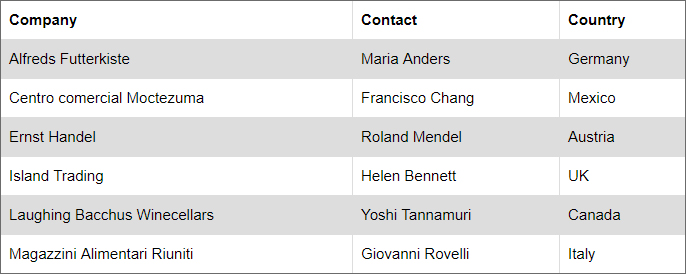 Company Contact Country
Alfreds Futterkiste Maria Anders Germany
Centro comercial Moctezuma Francisco Chang Mexico
Ernst Handel Roland Mendel Austria
Island Trading Helen Bennett UK
Laughing Bacchus Winecellars Yoshi Tannamuri Canada
Magazzini Alimentari Riuniti Giovanni Rovelli Italy